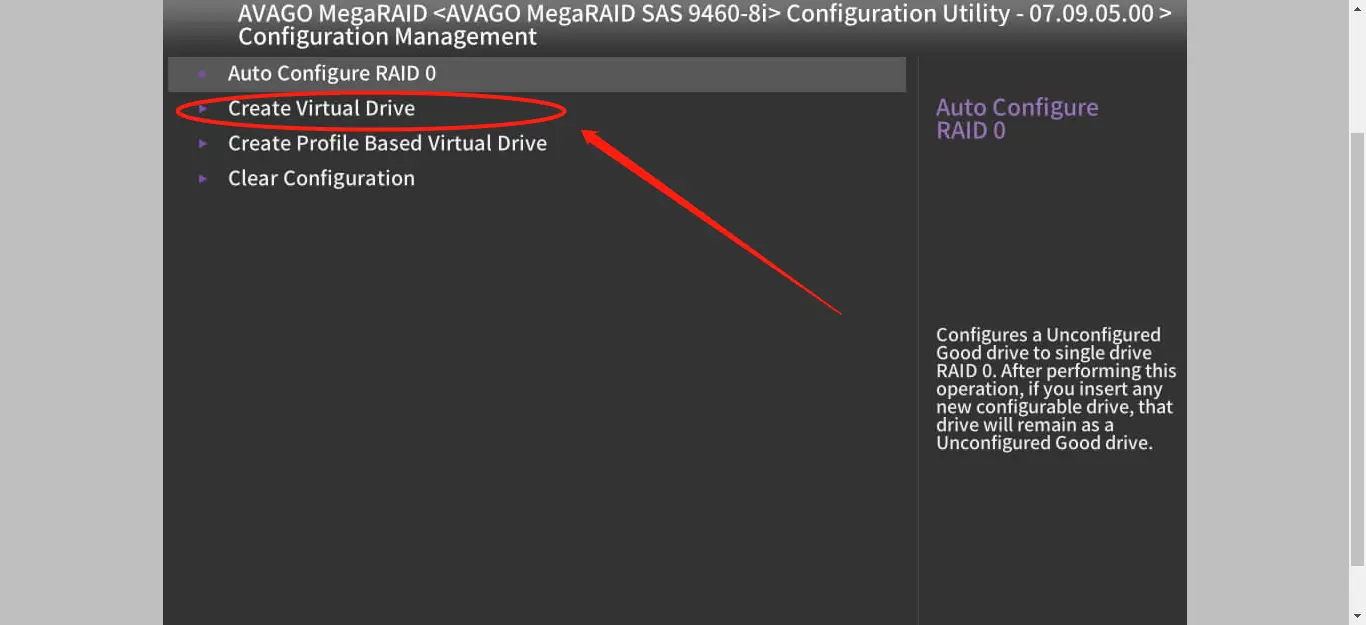 AVAGO MegaRAID <AVAGO MegaRAID SAS 9460-8i> Configuration Utility - 07.09.05.00 >
Configuration Management
Auto Configure RAID 0
Create Virtual Drive
Create Profile Based Virtual Drive
Clear Configuration
Auto Configure
RAID 0
Configures a Unconfigured
Good drive to single drive
RAID 0. After performing this
operation, if you insert any
new configurable drive, that
drive will remain as a
Unconfigured Good drive.